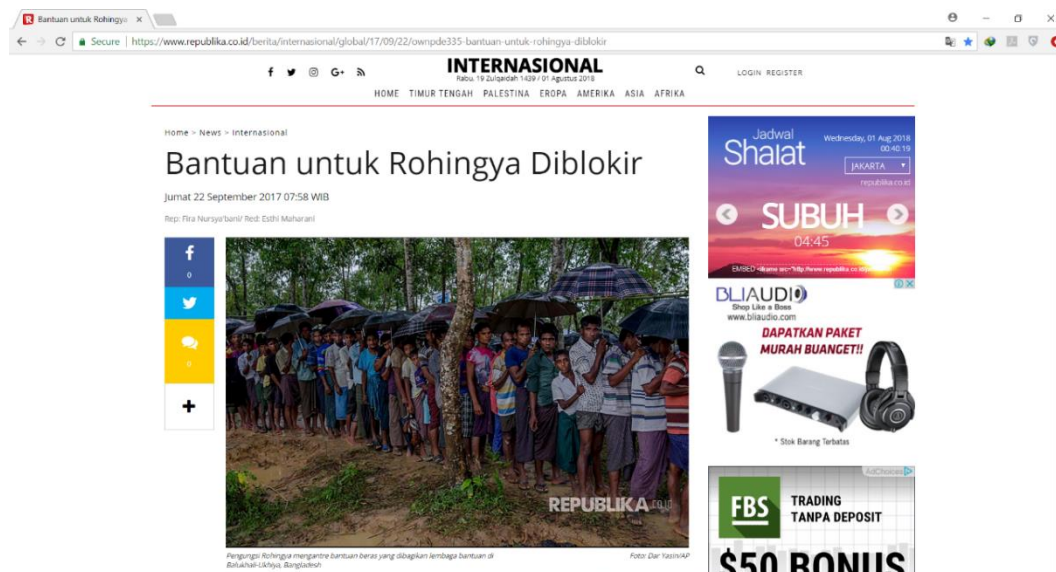 Bantuan untuk Rohingya
Secure | https://www.republika.co.id/berita/internasional/global/17/09/22/ownpde335-bantuan-untuk-rohingya-diblokir
INTERNASIONAL
Rabu, 19 Zulqaidah 1439 / 01 Agustus 2018
LOGIN REGISTER
HOME TIMUR TENGAH PALESTINA EROPA AMERIKA ASIA AFRIKA
Home > News > Internasional
Bantuan untuk Rohingya Diblokir
Jumat 22 September 2017 07:58 WIB
Rep: Fira Nursya'bani/ Red: Esthi Maharani
f
0
0
+
REPUBLIKA.co.id
Pengungsi Rohingya mengantre bantuan beras yang dibagikan lembaga bantuan di
Balukhali-Ukhiya, Bangladesh
Foto: Dar Yasin/AP
Jadwal
Shalat
Wednesday, 01 Aug 2018
00:40:19
JAKARTA
republika.co.id
SUBUH
04:45
BLIAUDIO
Shop Like a Boss
www.bliaudio.com
DAPATKAN PAKET
MURAH BUANGET!!
* Stok Barang Terbatas
AdChoices
FBS
TRADING
TANPA DEPOSIT
$50 BONUS